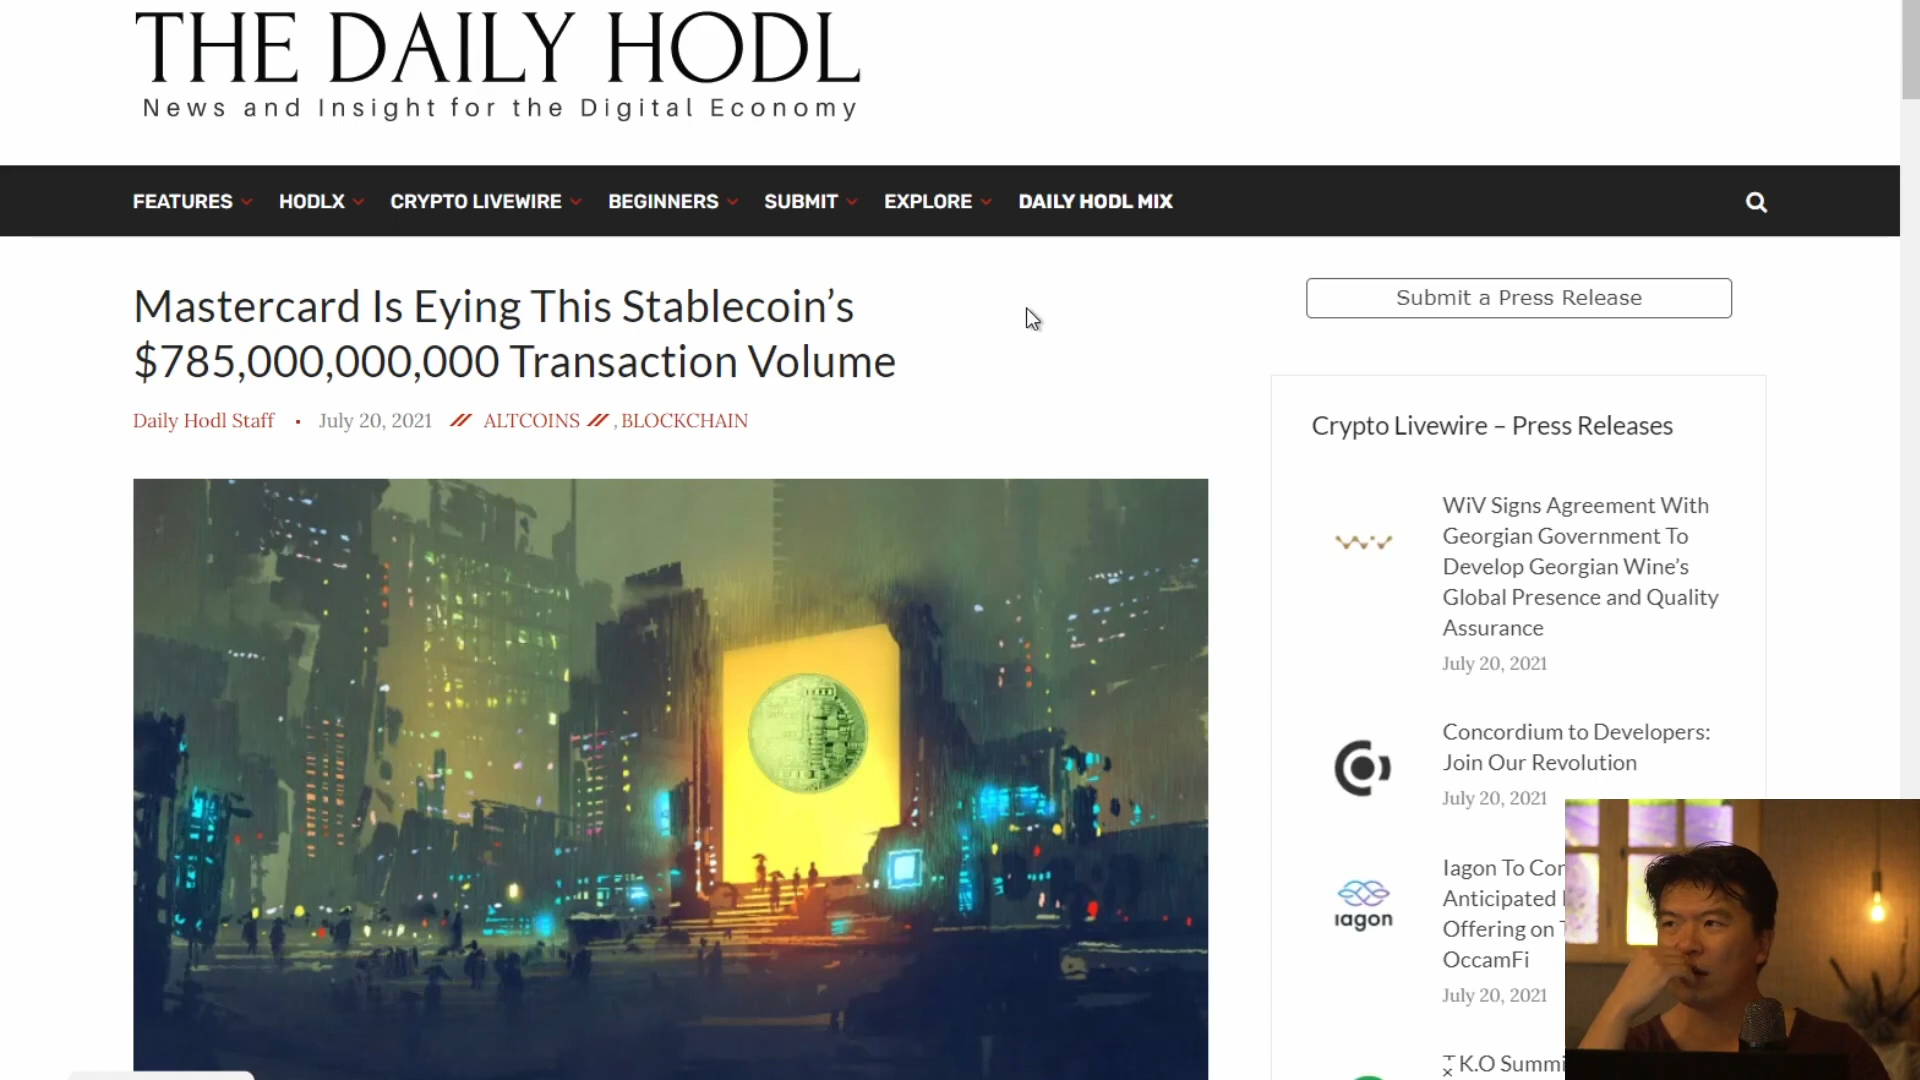 THE DAILY HODL
News and Insight for the Digital Economy
FEATURES HODLX CRYPTO LIVEWIRE BEGINNERS SUBMIT EXPLORE DAILY HODL MIX
Mastercard Is Eying This Stablecoin’s
$785,000,000,000 Transaction Volume
Daily Hodl Staff • July 20, 2021 // ALTCOINS // , BLOCKCHAIN
Submit a Press Release
Crypto Livewire – Press Releases
WiV
WiV Signs Agreement With
Georgian Government To
Develop Georgian Wine’s
Global Presence and Quality
Assurance
July 20, 2021
Concordium to Developers:
Join Our Revolution
July 20, 2021
iagon
Iagon To Con
Anticipated
Offering on
OccamFi
July 20, 2021
K.O Summi